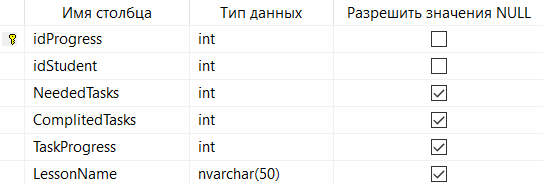 Имя столбца Тип данных Разрешить значения NULL
idProgress int
idStudent int
NeededTasks int
ComplitedTasks int
TaskProgress int
LessonName nvarchar(50)